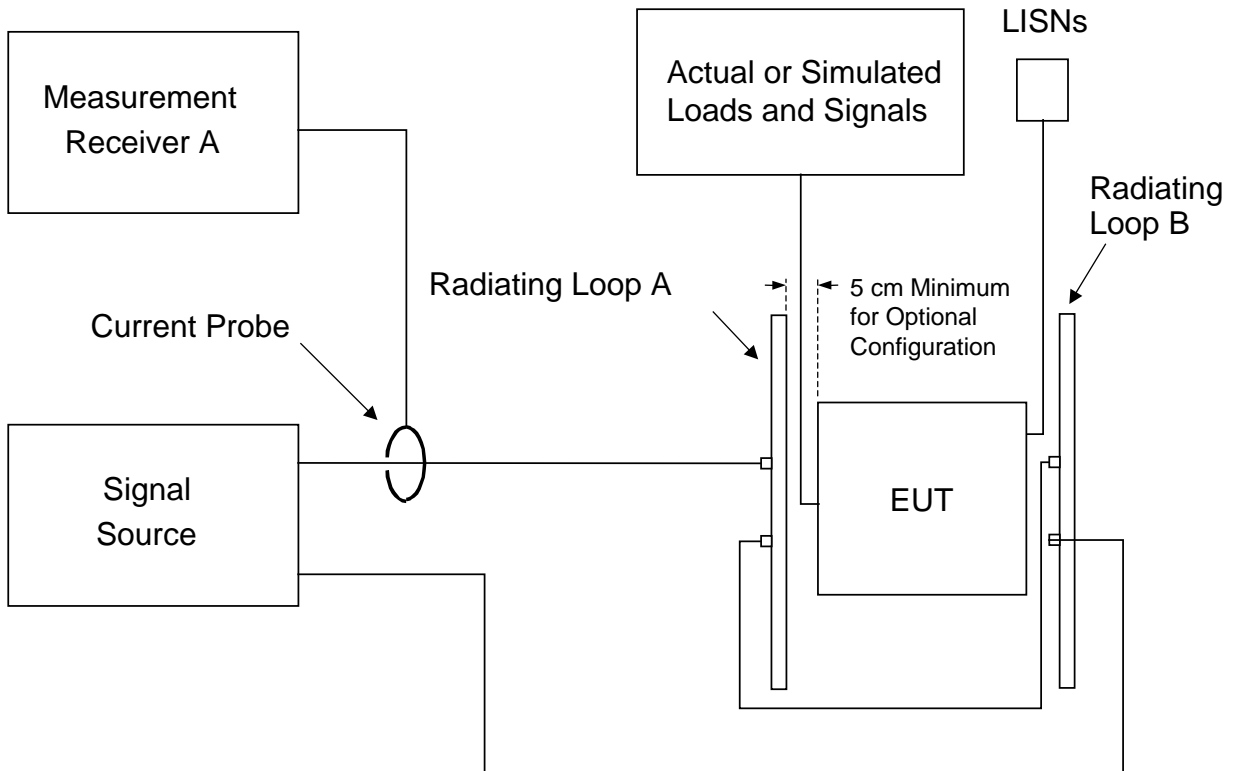 LISNs
Measurement
Receiver A
Actual or Simulated
Loads and Signals
Radiating
Loop B
Radiating Loop A
5 cm Minimum
for Optional
Configuration
Current Probe
Signal
Source
EUT